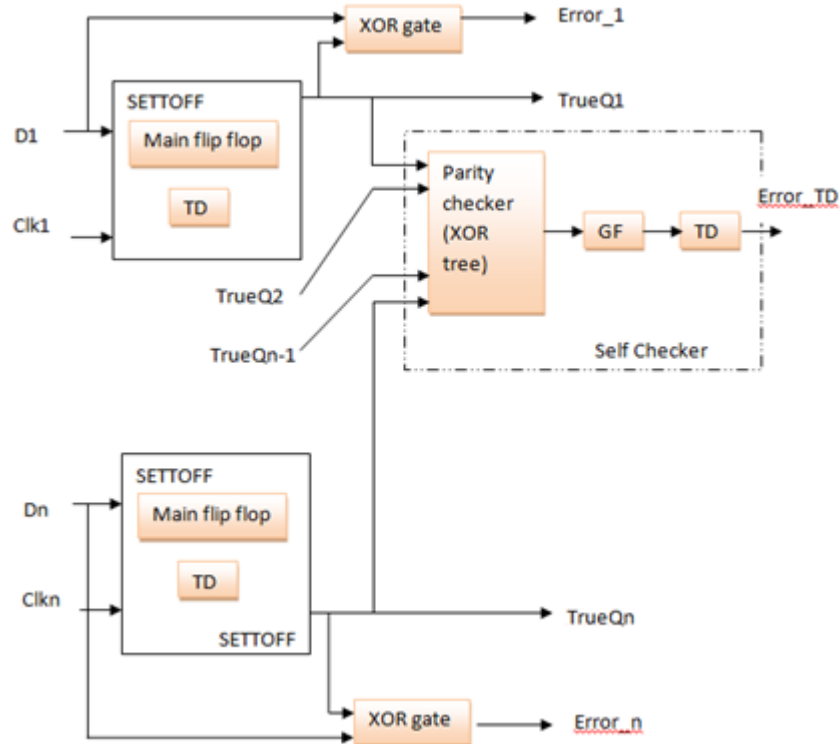 XOR gate
Error_1
SETTOFF
TrueQ1
D1
Main flip flop
Parity
checker
(XOR
tree)
Error_TD
TD
GF
TD
Clk1
TrueQ2
TrueQn-1
Self Checker
SETTOFF
Dn
Main flip flop
TD
Clkn
SETTOFF
TrueQn
XOR gate
Error_n